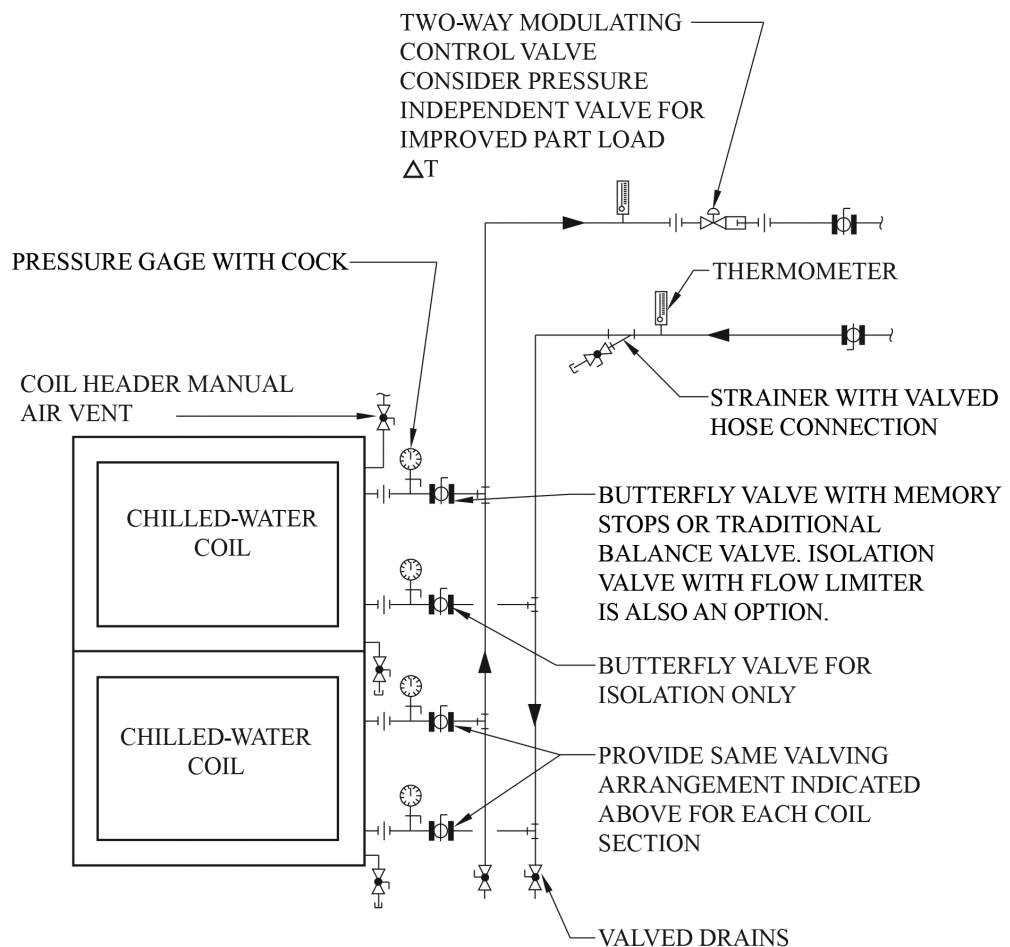 TWO-WAY MODULATING
CONTROL VALVE
CONSIDER PRESSURE
INDEPENDENT VALVE FOR
IMPROVED PART LOAD
△T
PRESSURE GAGE WITH COCK
THERMOMETER
COIL HEADER MANUAL
AIR VENT
STRAINER WITH VALVED
HOSE CONNECTION
CHILLED-WATER
COIL
BUTTERFLY VALVE WITH MEMORY
STOPS OR TRADITIONAL
BALANCE VALVE. ISOLATION
VALVE WITH FLOW LIMITER
IS ALSO AN OPTION.
BUTTERFLY VALVE FOR
ISOLATION ONLY
CHILLED-WATER
COIL
PROVIDE SAME VALVING
ARRANGEMENT INDICATED
ABOVE FOR EACH COIL
SECTION
VALVED DRAINS